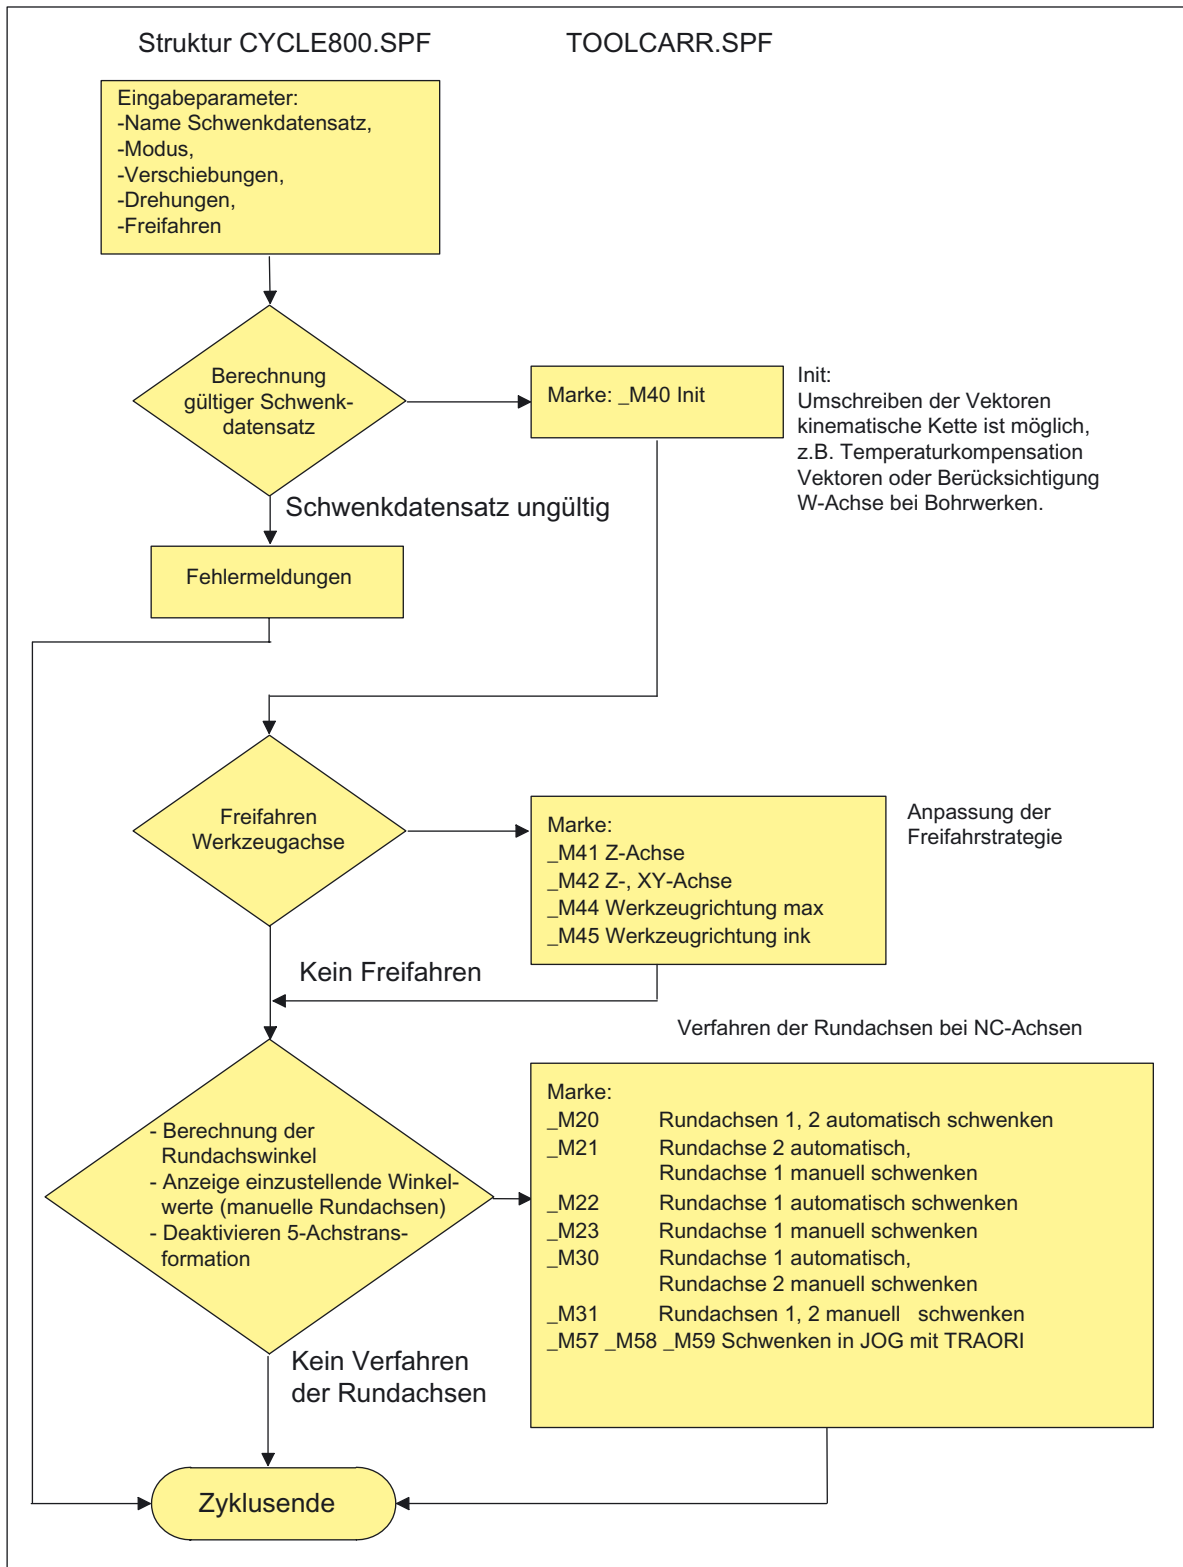 Struktur CYCLE800.SPF
TOOLCARR.SPF
Eingabeparameter:
-Name Schwenkdatensatz,
-Modus,
-Verschiebungen,
-Drehungen,
-Freifahren
Berechnung
gültiger Schwenk-
datensatz
Marke: _M40 Init
Init:
Umschreiben der Vektoren
kinematische Kette ist möglich,
z.B. Temperaturkompensation
Vektoren oder Berücksichtigung
W-Achse bei Bohrwerken.
Schwenkdatensatz ungültig
Fehlermeldungen
Freifahren
Werkzeugachse
Marke:
_M41 Z-Achse
_M42 Z-, XY-Achse
_M44 Werkzeugrichtung max
_M45 Werkzeugrichtung ink
Anpassung der
Freifahrstrategie
Kein Freifahren
Verfahren der Rundachsen bei NC-Achsen
- Berechnung der
Rundachswinkel
- Anzeige einzustellende Winkel-
werte (manuelle Rundachsen)
- Deaktivieren 5-Achstrans-
formation
Marke:
_M20 Rundachsen 1, 2 automatisch schwenken
_M21 Rundachse 2 automatisch,
Rundachse 1 manuell schwenken
_M22 Rundachse 1 automatisch schwenken
_M23 Rundachse 1 manuell schwenken
_M30 Rundachse 1 automatisch,
Rundachse 2 manuell schwenken
_M31 Rundachsen 1, 2 manuell schwenken
_M57 _M58 _M59 Schwenken in JOG mit TRAORI
Kein Verfahren
der Rundachsen
Zyklusende